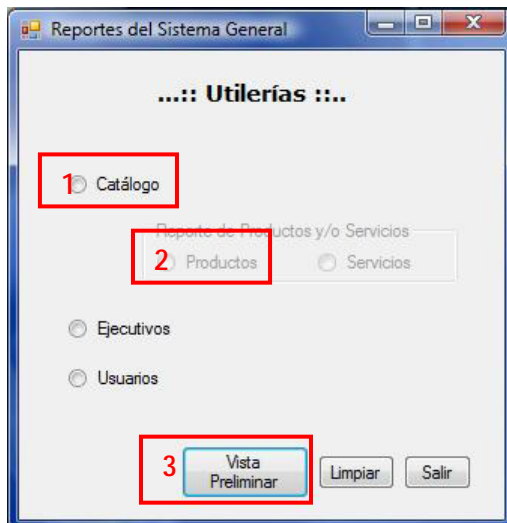 Reportes del Sistema General
...:: Utilerías ::..
1 Catálogo
Reporte de Productos y/o Servicios
2 Productos Servicios
Ejecutivos
Usuarios
3 Vista Preliminar Limpiar Salir